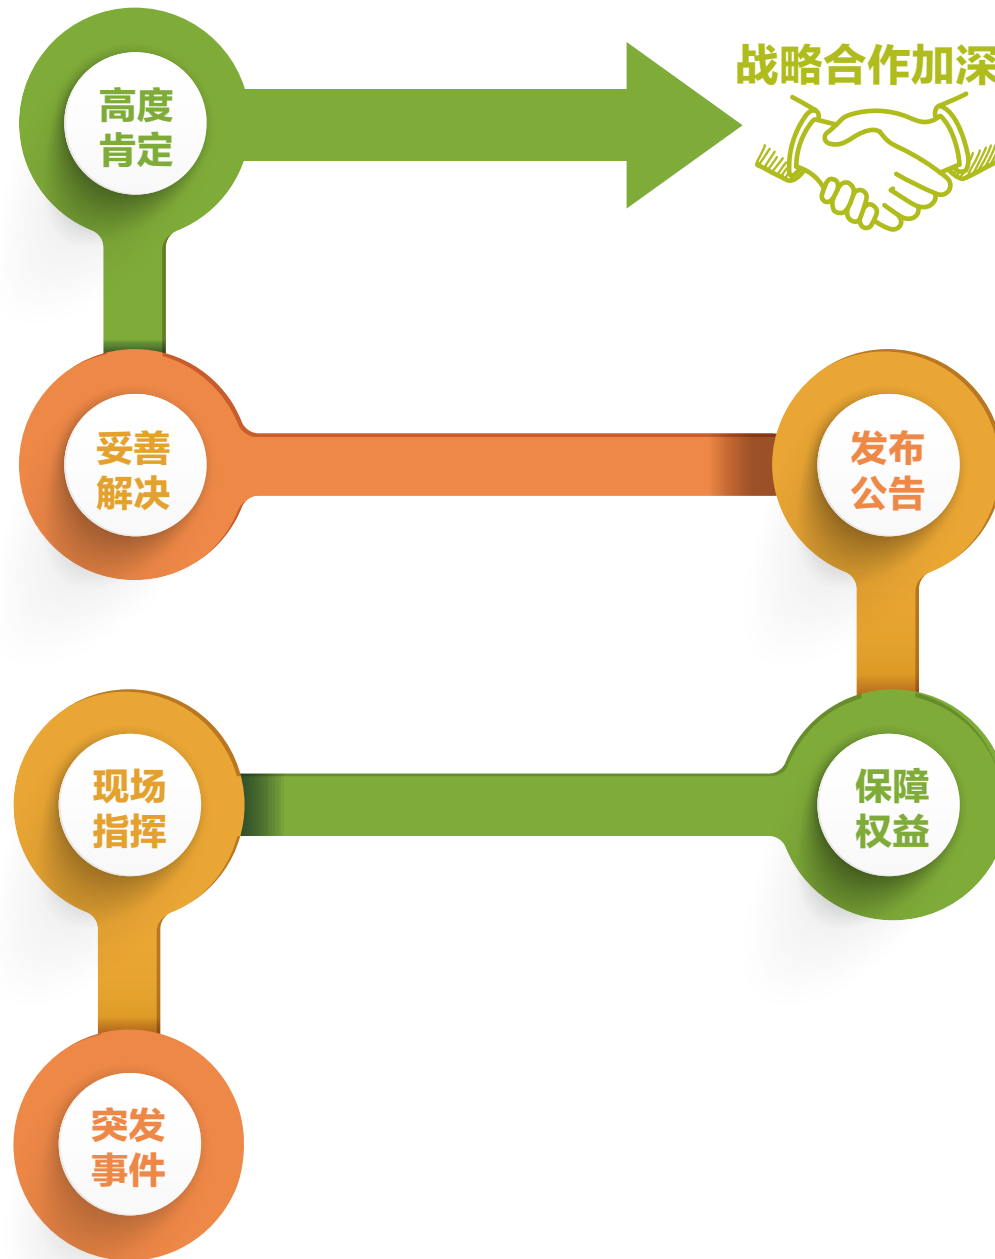 高度
肯定
战略合作加深
妥善
解决
发布
公告
现场
指挥
保障
权益
突发
事件